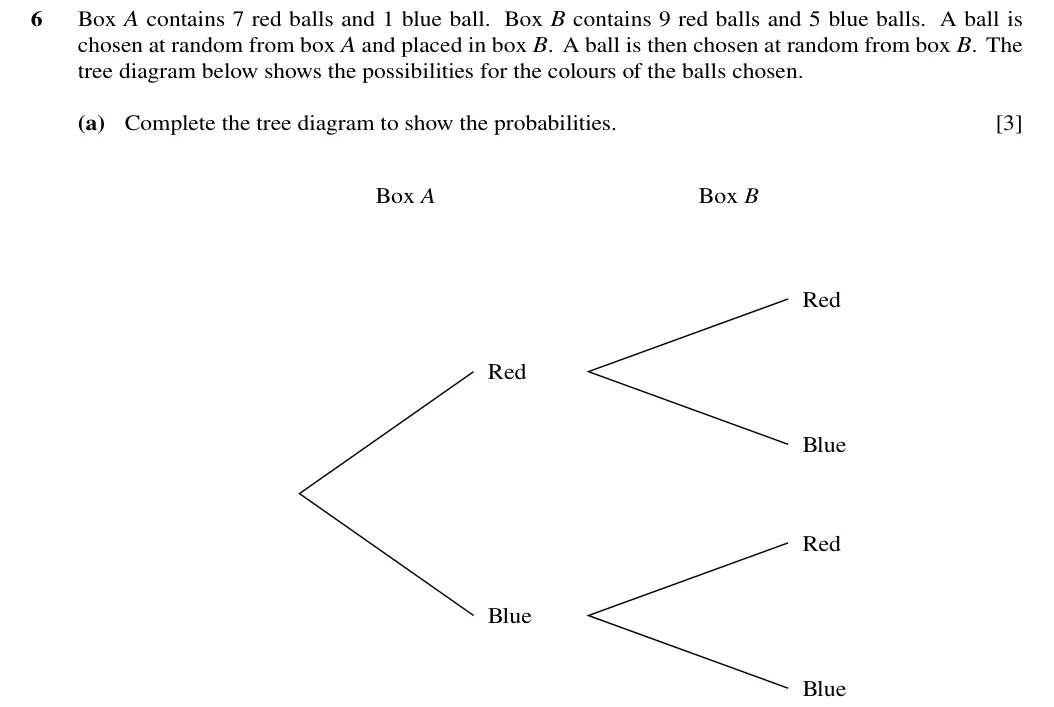 6 Box A contains 7 red balls and 1 blue ball. Box B contains 9 red balls and 5 blue balls. A ball is
chosen at random from box A and placed in box B. A ball is then chosen at random from box B. The
tree diagram below shows the possibilities for the colours of the balls chosen.
(a) Complete the tree diagram to show the probabilities. [3]
Box A Box B
Red
Red
Blue
Red
Blue
Blue